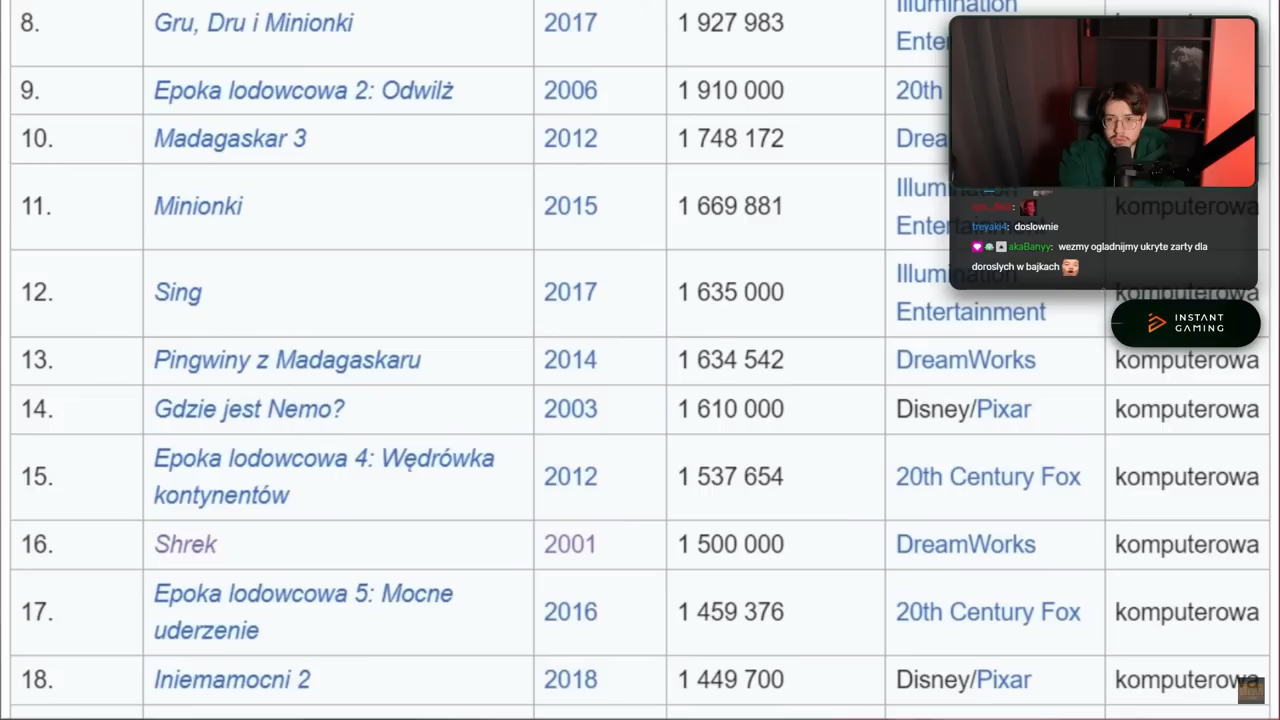 8. Gru, Dru i Minionki 2017 1 927 983 Illumination
9. Epoka lodowcowa 2: Odwilż 2006 1 910 000 20th
10. Madagaskar 3 2012 1 748 172
11. Minionki 2015 1 669 881 komputerowa
treyaki4: doslownie
akaBanyy: wezmy ogladnijmy ukryte zarty dla
doroslych w bajkach
12. Sing 2017 1 635 000 Illumination
Entertainment komputerowa
INSTANT
GAMING
13. Pingwiny z Madagaskaru 2014 1 634 542 DreamWorks komputerowa
14. Gdzie jest Nemo? 2003 1 610 000 Disney/Pixar komputerowa
15. Epoka lodowcowa 4: Wędrówka
kontynentów 2012 1 537 654 20th Century Fox komputerowa
16. Shrek 2001 1 500 000 DreamWorks komputerowa
17. Epoka lodowcowa 5: Mocne
uderzenie 2016 1 459 376 20th Century Fox komputerowa
18. Iniemamocni 2 2018 1 449 700 Disney/Pixar komputerowa